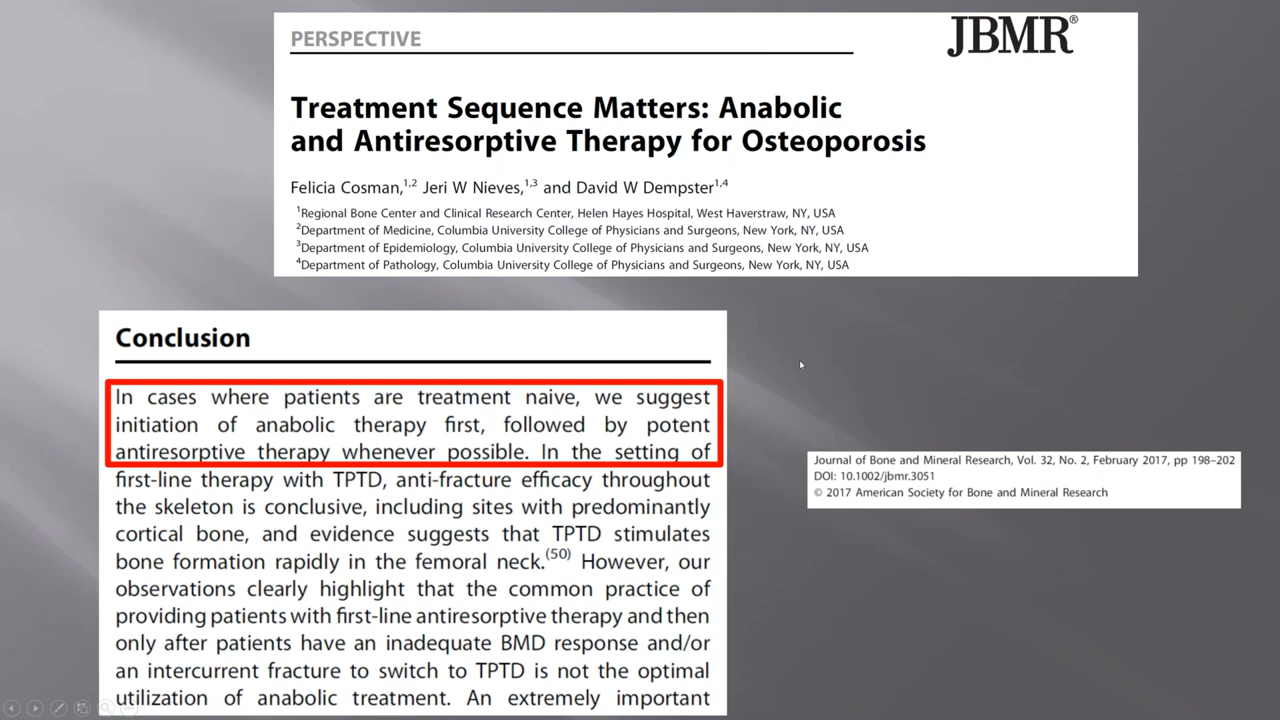 PERSPECTIVE
JBMR®
Treatment Sequence Matters: Anabolic
and Antiresorptive Therapy for Osteoporosis
Felicia Cosman,1,2 Jeri W Nieves,1,3 and David W Dempster1,4
1Regional Bone Center and Clinical Research Center, Helen Hayes Hospital, West Haverstraw, NY, USA
2Department of Medicine, Columbia University College of Physicians and Surgeons, New York, NY, USA
3Department of Epidemiology, Columbia University College of Physicians and Surgeons, New York, NY, USA
4Department of Pathology, Columbia University College of Physicians and Surgeons, New York, NY, USA
Conclusion
In cases where patients are treatment naive, we suggest
initiation of anabolic therapy first, followed by potent
antiresorptive therapy whenever possible. In the setting of
first-line therapy with TPTD, anti-fracture efficacy throughout
the skeleton is conclusive, including sites with predominantly
cortical bone, and evidence suggests that TPTD stimulates
bone formation rapidly in the femoral neck.(50) However, our
observations clearly highlight that the common practice of
providing patients with first-line antiresorptive therapy and then
only after patients have an inadequate BMD response and/or
an intercurrent fracture to switch to TPTD is not the optimal
utilization of anabolic treatment. An extremely important
Journal of Bone and Mineral Research, Vol. 32, No. 2, February 2017, pp 198–202
DOI: 10.1002/jbmr.3051
© 2017 American Society for Bone and Mineral Research